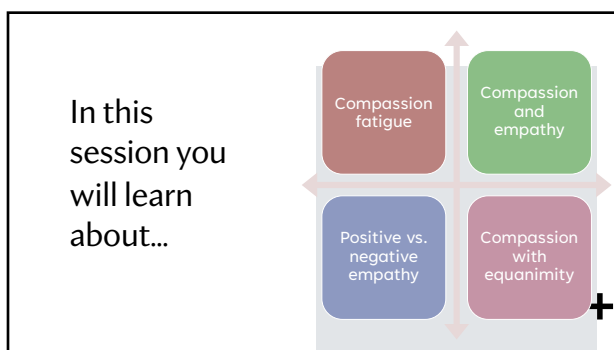 In this
session you
will learn
about...
Compassion
fatigue
Compassion
and
empathy
Positive vs.
negative
empathy
Compassion
with
equanimity